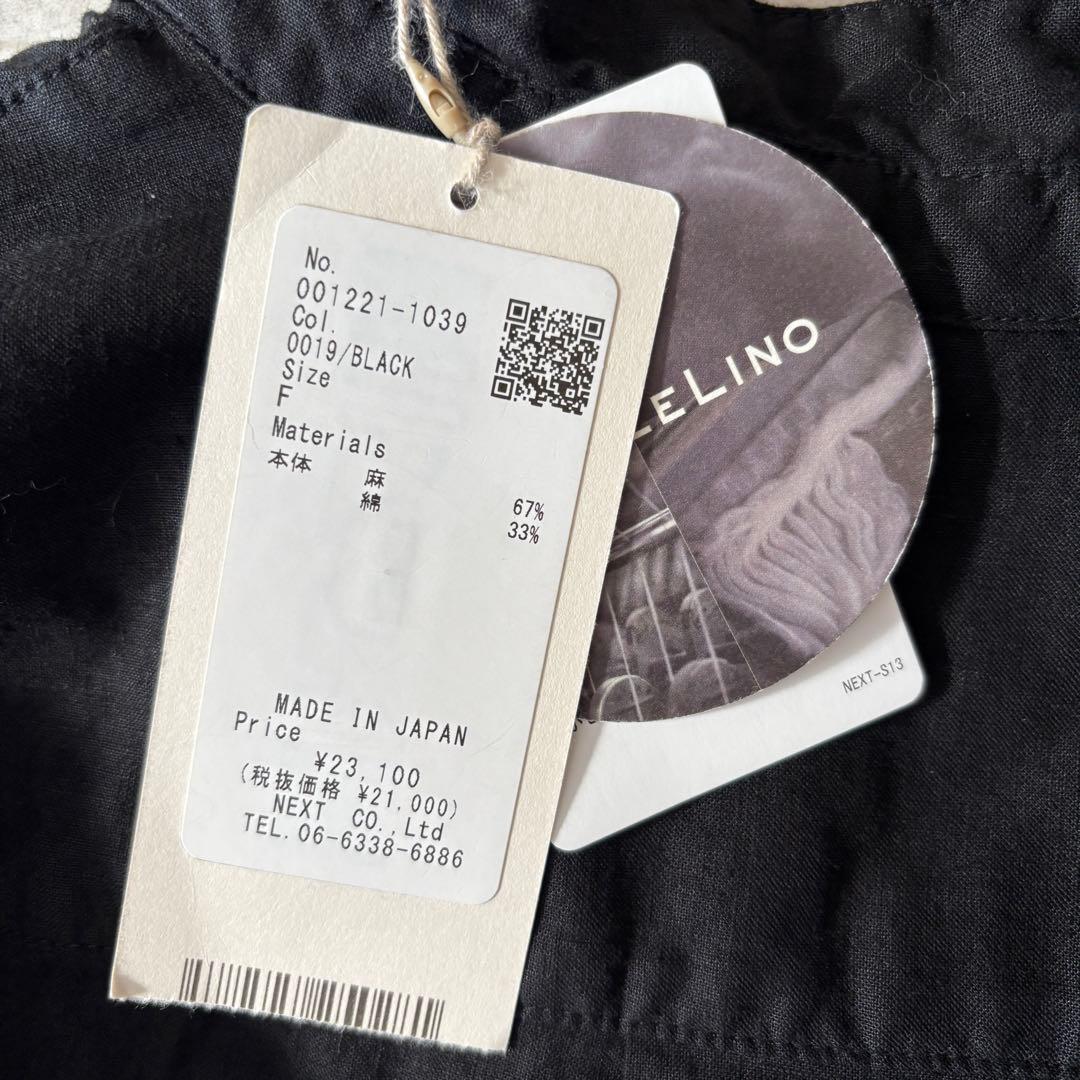 No.
001221-1039
Col.
0019/BLACK
Size
F
Materials
本体 麻 67%
綿 33%
MADE IN JAPAN
Price
¥23,100
(税抜価格 ¥21,000)
NEXT CO.,Ltd
TEL.06-6338-6886
LELINO
NEXT-S13